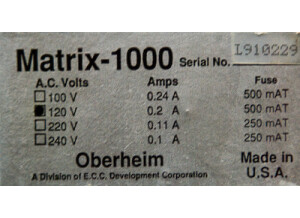 Matrix-1000 Serial No. L910229
A.C. Volts Amps Fuse
100 V 0.24 A 500 mAT
120 V 0.2 A 500 mAT
220 V 0.11 A 250 mAT
240 V 0.1 A 250 mAT
Oberheim Made in
A Division of E.C.C. Development Corporation U.S.A.